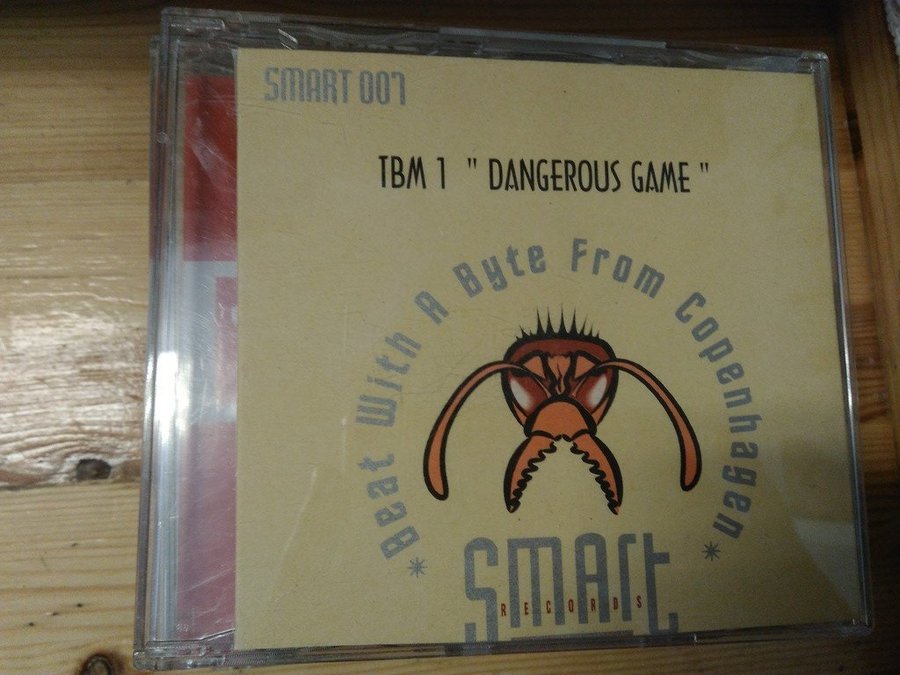 SMART 007
TBM 1 " DANGEROUS GAME "
* Beat With A Byte From Copenhagen *
SMArt
RECORDS